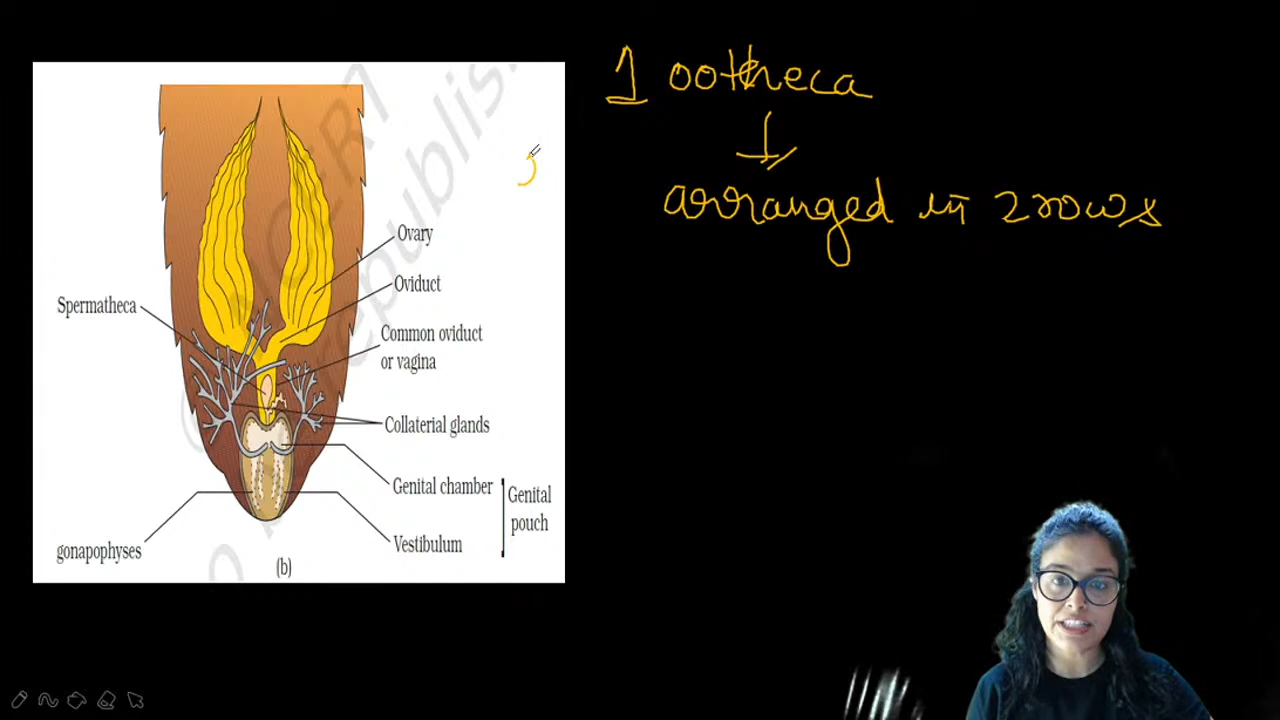 1 ootheca
arranged in 2 rows
Ovary
Oviduct
Spermatheca
Common oviduct
or vagina
Collaterial glands
Genital chamber
Genital
pouch
gonapophyses
Vestibulum
(b)